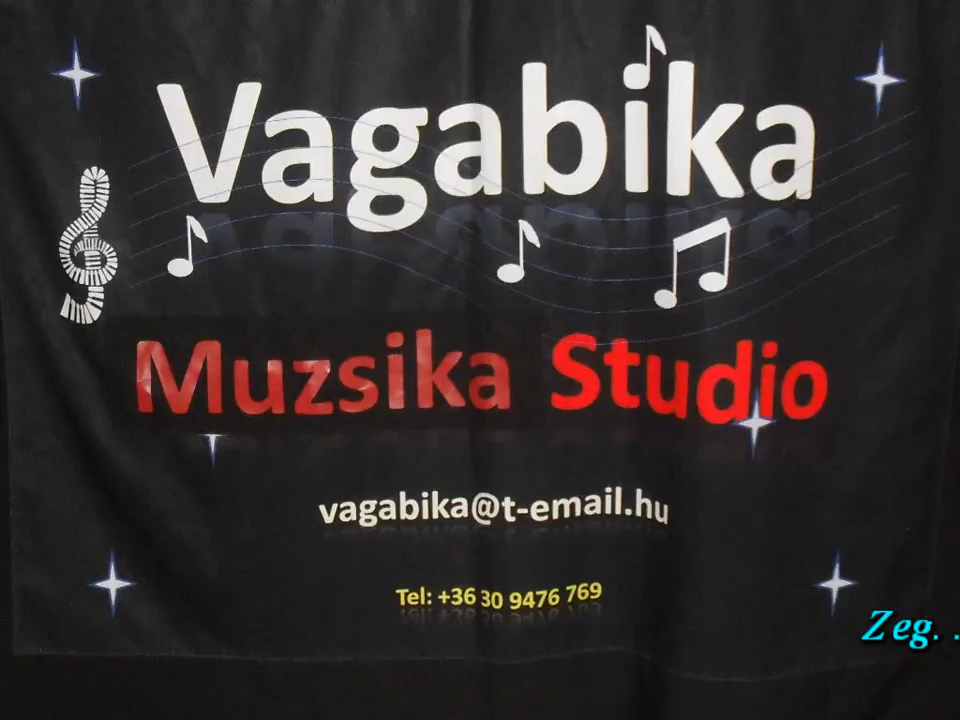 Vagabika
Muzsika Studio
vagabika@t-email.hu
Tel: +36 30 9476 769
Zeg. .